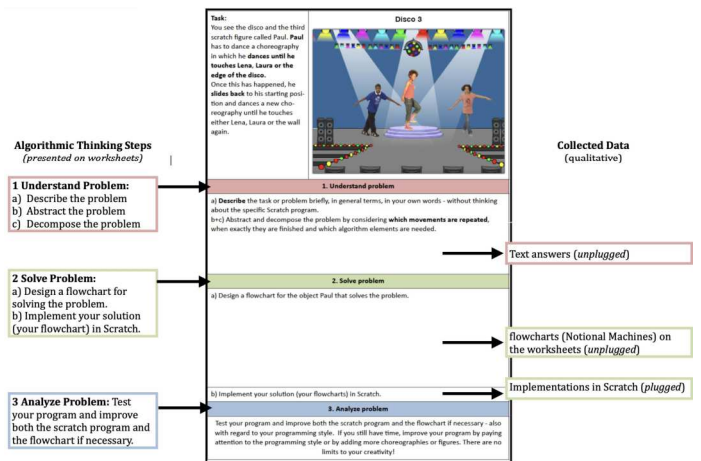 Task:
You see the disco and the third
scratch figure called Paul. Paul
has to dance a choreography
in which he dances until he
touches Lena, Laura or the
edge of the disco.
Once this has happened, he
slides back to his starting posi-
tion and dances a new cho-
reography until he touches
either Lena, Laura or the wall
again.
Disco 3
Algorithmic Thinking Steps
(presented on worksheets)
Collected Data
(qualitative)
1 Understand Problem:
a) Describe the problem
b) Abstract the problem
c) Decompose the problem
1. Understand problem
a) Describe the task or problem briefly, in general terms, in your own words - without thinking
about the specific Scratch program.
b+c) Abstract and decompose the problem by considering which movements are repeated,
when exactly they are finished and which algorithm elements are needed.
Text answers (unplugged)
2 Solve Problem:
a) Design a flowchart for
solving the problem.
b) Implement your solution
(your flowchart) in Scratch.
2. Solve problem
a) Design a flowchart for the object Paul that solves the problem.
flowcharts (Notional Machines) on
the worksheets (unplugged)
b) Implement your solution (your flowcharts) in Scratch.
Implementations in Scratch (plugged)
3 Analyze Problem: Test
your program and improve
both the scratch program and
the flowchart if necessary.
3. Analyze problem
Test your program and improve both the scratch program and the flowchart if necessary - also
with regard to your programming style. If you still have time, improve your program by paying
attention to the programming style or by adding more choreographies or figures. There are no
limits to your creativity!